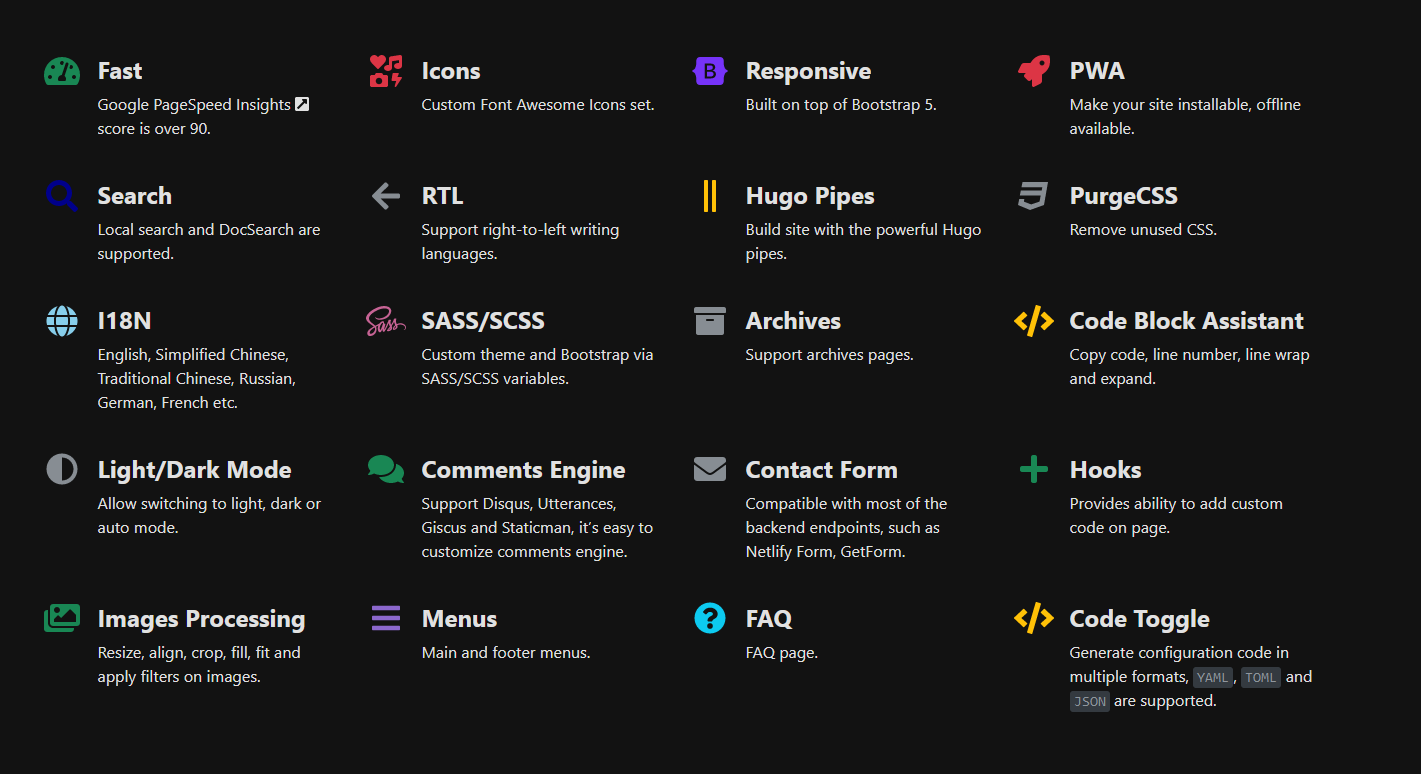 Fast
Google PageSpeed Insights
score is over 90.
Icons
Custom Font Awesome Icons set.
B
Responsive
Built on top of Bootstrap 5.
PWA
Make your site installable, offline
available.
Search
Local search and DocSearch are
supported.
RTL
Support right-to-left writing
languages.
Hugo Pipes
Build site with the powerful Hugo
pipes.
PurgeCSS
Remove unused CSS.
I18N
English, Simplified Chinese,
Traditional Chinese, Russian,
German, French etc.
Sass
SASS/SCSS
Custom theme and Bootstrap via
SASS/SCSS variables.
Archives
Support archives pages.
Code Block Assistant
Copy code, line number, line wrap
and expand.
Light/Dark Mode
Allow switching to light, dark or
auto mode.
Comments Engine
Support Disqus, Utterances,
Giscus and Staticman, it’s easy to
customize comments engine.
Contact Form
Compatible with most of the
backend endpoints, such as
Netlify Form, GetForm.
Hooks
Provides ability to add custom
code on page.
Images Processing
Resize, align, crop, fill, fit and
apply filters on images.
Menus
Main and footer menus.
?
FAQ
FAQ page.
Code Toggle
Generate configuration code in
multiple formats, YAML, TOML and
JSON are supported.